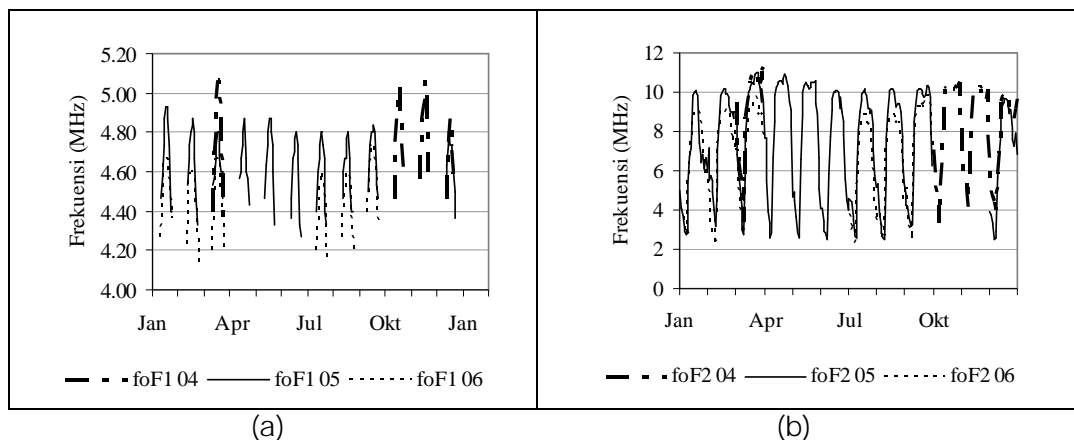 5.20
5.00
4.80
4.60
4.40
4.20
4.00
Frekuensi (MHz)
Jan Apr Jul Okt Jan
foF1 04 foF1 05 foF1 06
(a)
12
10
8
6
4
2
0
Frekuensi (MHz)
Jan Apr Jul Okt
foF2 04 foF2 05 foF2 06
(b)